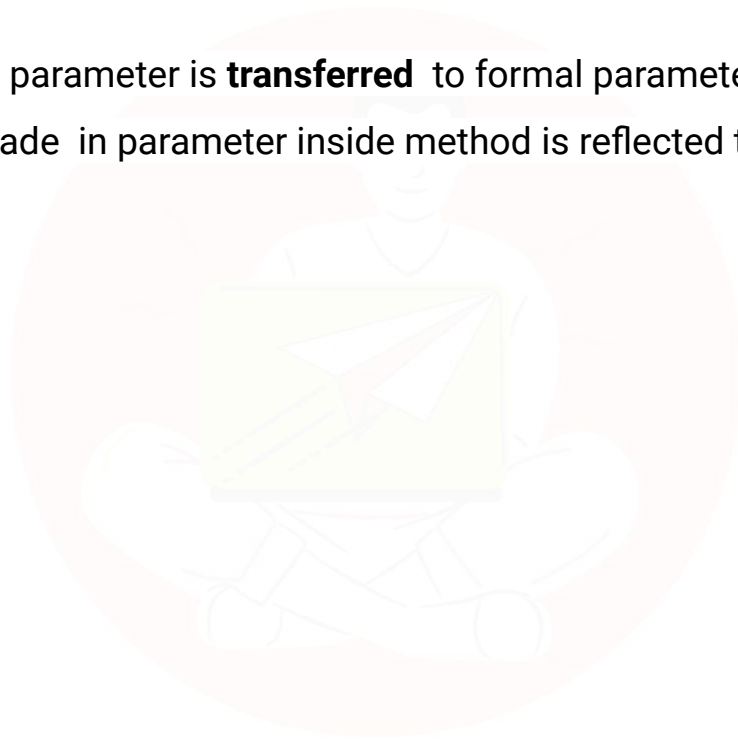 parameter is transferred to formal paramete
ade in parameter inside method is reflected t